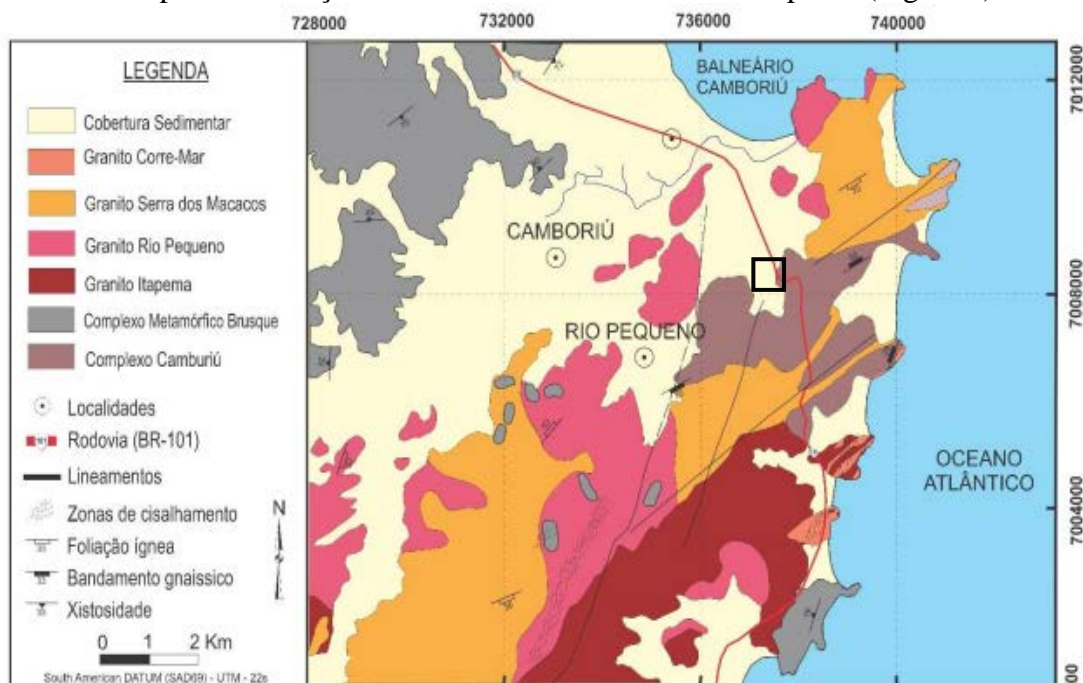 728000 732000 736000 740000
LEGENDA
Cobertura Sedimentar
Granito Corre-Mar
Granito Serra dos Macacos
Granito Rio Pequeno
Granito Itapema
Complexo Metamórfico Brusque
Complexo Camburiú
Localidades
Rodovia (BR-101)
Lineamentos
Zonas de cisalhamento
Foliação ígnea
Bandamento gnaissico
Xistosidade
N
0 1 2 Km
South American DATUM (SAD69) - UTM - 22s
BALNEÁRIO
CAMBORIÚ
CAMBORIÚ
RIO PEQUENO
OCEANO
ATLÂNTICO
7012000
7008000
7004000
00